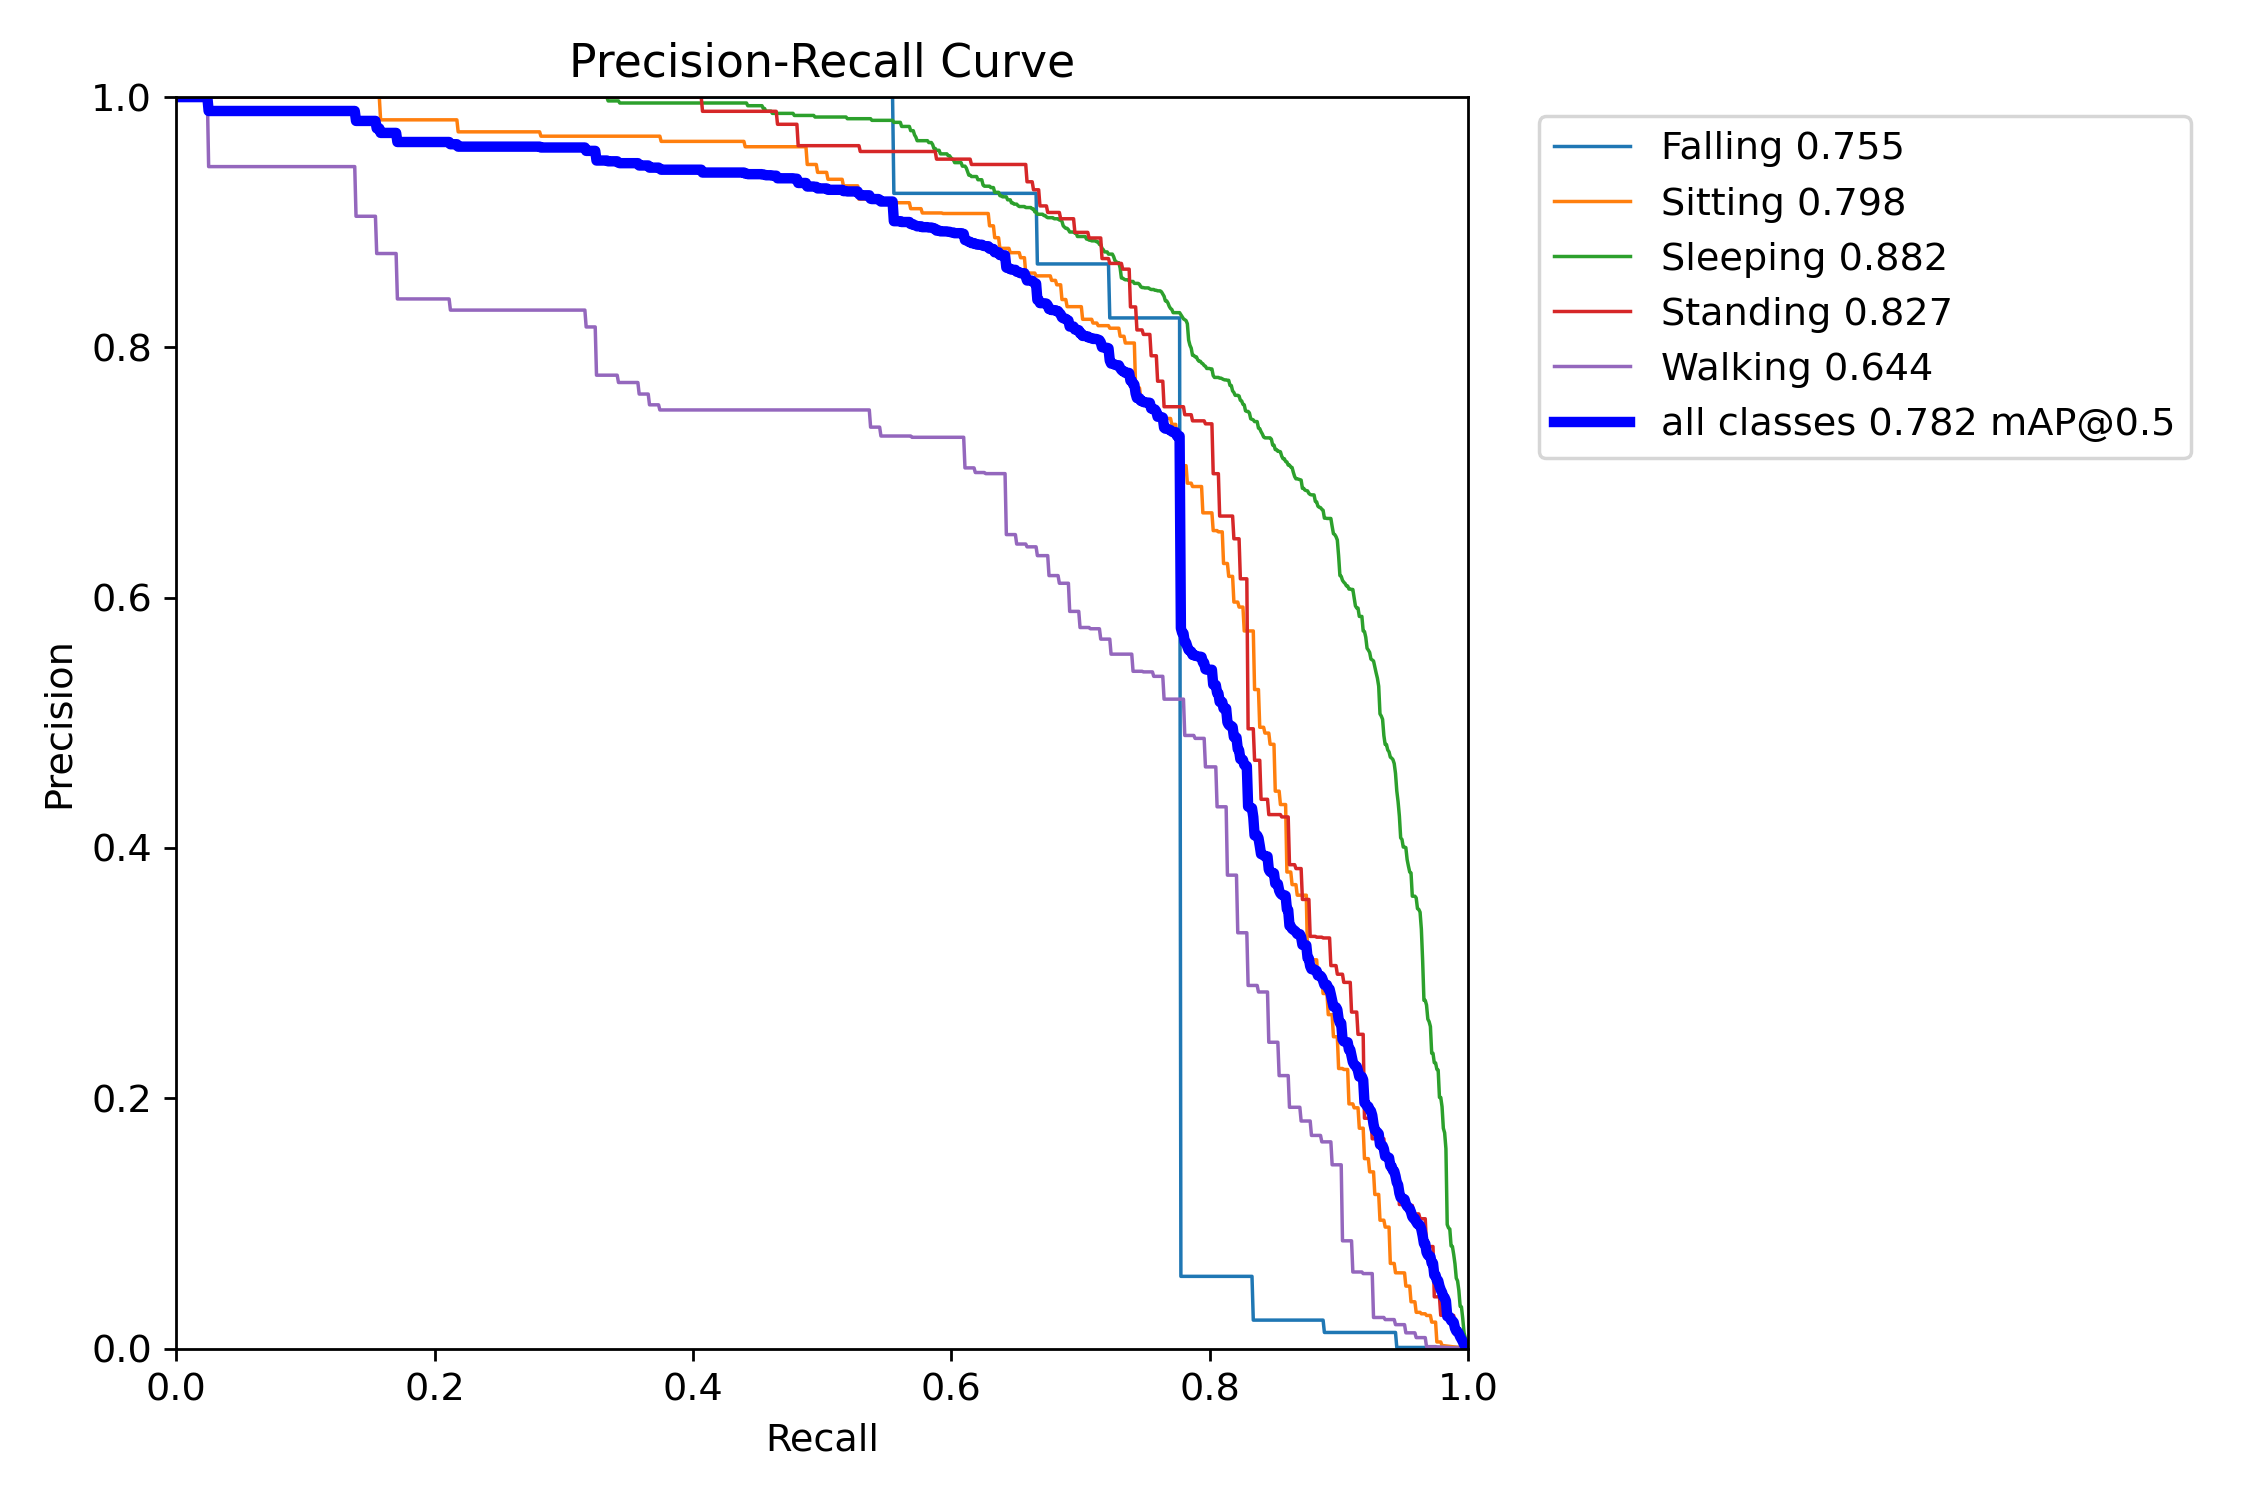 Precision-Recall Curve
1.0
0.8
0.6
0.4
0.2
0.0
Precision
0.0 0.2 0.4 0.6 0.8 1.0
Recall
Falling 0.755
Sitting 0.798
Sleeping 0.882
Standing 0.827
Walking 0.644
all classes 0.782 mAP@0.5